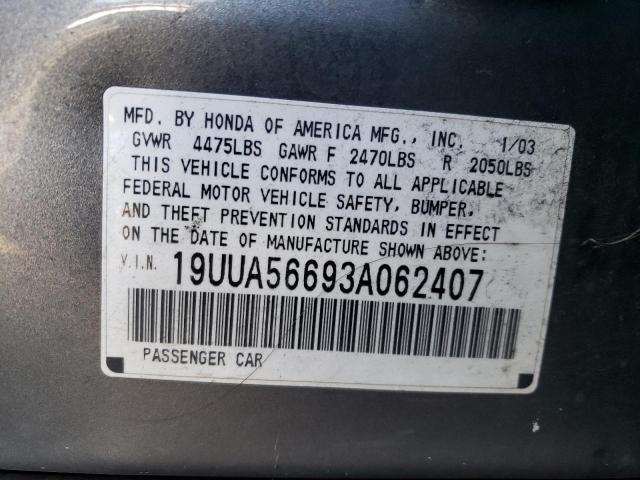 MFD. BY HONDA OF AMERICA MFG., INC. 1/03
GVWR 4475LBS GAWR F 2470LBS R 2050LBS
THIS VEHICLE CONFORMS TO ALL APPLICABLE
FEDERAL MOTOR VEHICLE SAFETY, BUMPER,
AND THEFT PREVENTION STANDARDS IN EFFECT
ON THE DATE OF MANUFACTURE SHOWN ABOVE:
V.I.N. 19UUA56693A062407
PASSENGER CAR